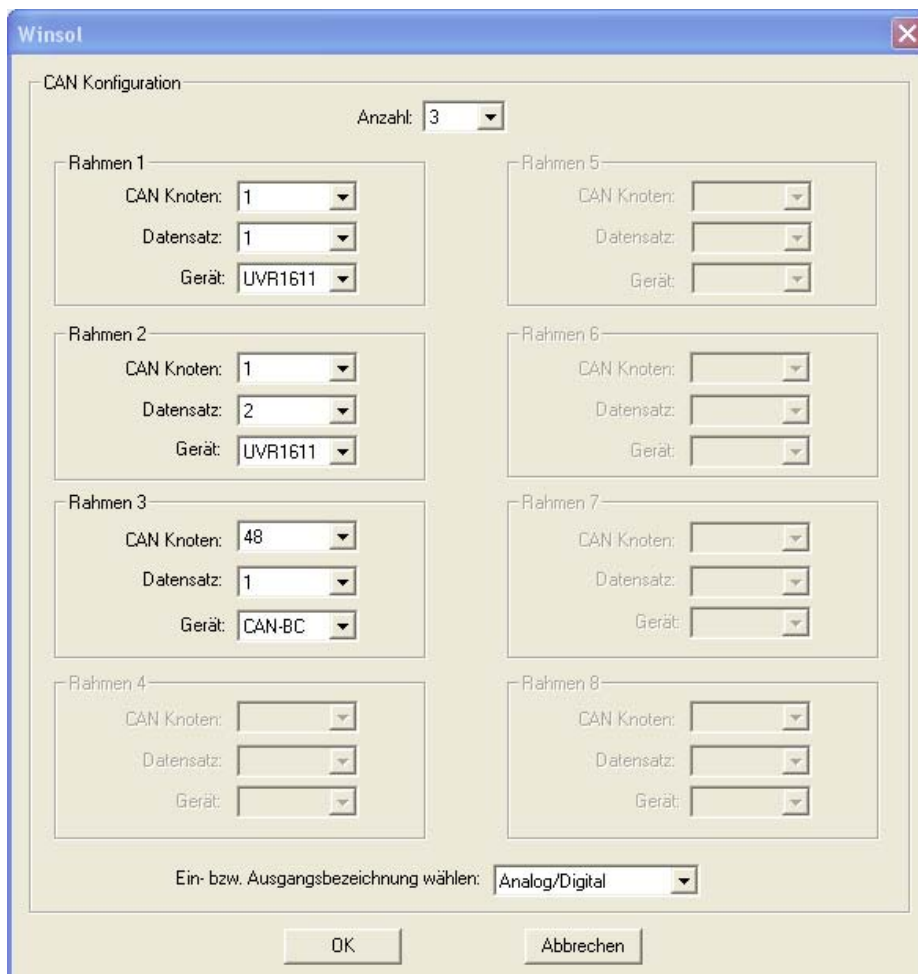 Winsol
CAN Konfiguration
Anzahl: 3
Rahmen 1
CAN Knoten: 1
Datensatz: 1
Gerät: UVR1611
Rahmen 2
CAN Knoten: 1
Datensatz: 2
Gerät: UVR1611
Rahmen 3
CAN Knoten: 48
Datensatz: 1
Gerät: CAN-BC
Rahmen 4
CAN Knoten:
Datensatz:
Gerät:
Rahmen 5
CAN Knoten:
Datensatz:
Gerät:
Rahmen 6
CAN Knoten:
Datensatz:
Gerät:
Rahmen 7
CAN Knoten:
Datensatz:
Gerät:
Rahmen 8
CAN Knoten:
Datensatz:
Gerät:
Ein- bzw. Ausgangsbezeichnung wählen: Analog/Digital
OK
Abbrechen